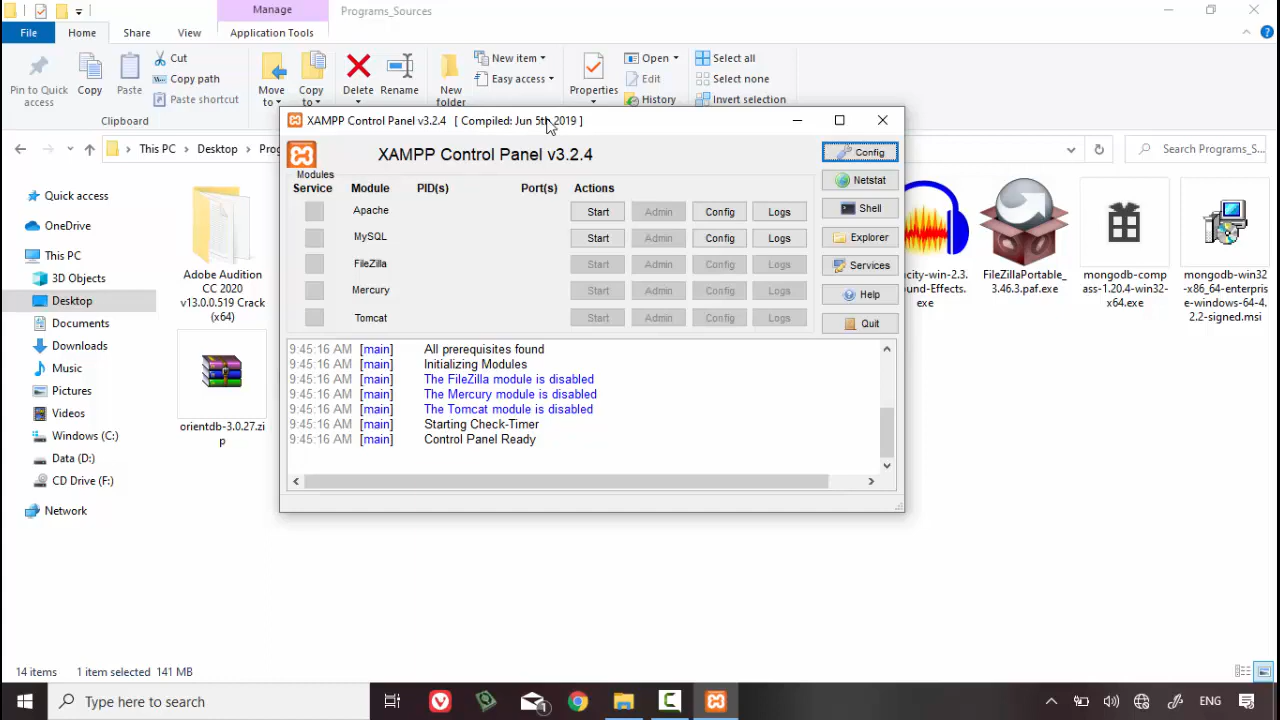 Manage
Programs_Sources
File
Home
Share
View
Application Tools
Pin to Quick
access
Copy
Paste
Cut
Copy path
Paste shortcut
Clipboard
Move
to
Copy
to
Delete
Rename
New
folder
New item
Easy access
Properties
Open
Edit
History
Select all
Select none
Invert selection
This PC
Desktop
Search Programs_S...
Quick access
OneDrive
This PC
3D Objects
Desktop
Documents
Downloads
Music
Pictures
Videos
Windows (C:)
Data (D:)
CD Drive (F:)
Network
Adobe Audition
CC 2020
v13.0.0.519 Crack
(x64)
orientdb-3.0.27.zi
p
XAMPP Control Panel v3.2.4 [ Compiled: Jun 5th 2019 ]
XAMPP Control Panel v3.2.4
Modules
Service
Module
PID(s)
Port(s)
Actions
Apache
Start
Admin
Config
Logs
MySQL
Start
Admin
Config
Logs
FileZilla
Start
Admin
Config
Logs
Mercury
Start
Admin
Config
Logs
Tomcat
Start
Admin
Config
Logs
Config
Netstat
Shell
Explorer
Services
Help
Quit
9:45:16 AM [main] All prerequisites found
9:45:16 AM [main] Initializing Modules
9:45:16 AM [main] The FileZilla module is disabled
9:45:16 AM [main] The Mercury module is disabled
9:45:16 AM [main] The Tomcat module is disabled
9:45:16 AM [main] Starting Check-Timer
9:45:16 AM [main] Control Panel Ready
city-win-2.3.
und-Effects.
exe
FileZillaPortable_
3.46.3.paf.exe
mongodb-comp
ass-1.20.4-win32-
x64.exe
mongodb-win32
-x86_64-enterpris
e-windows-64-4.
2.2-signed.msi
14 items
1 item selected 141 MB
Type here to search
1
ENG